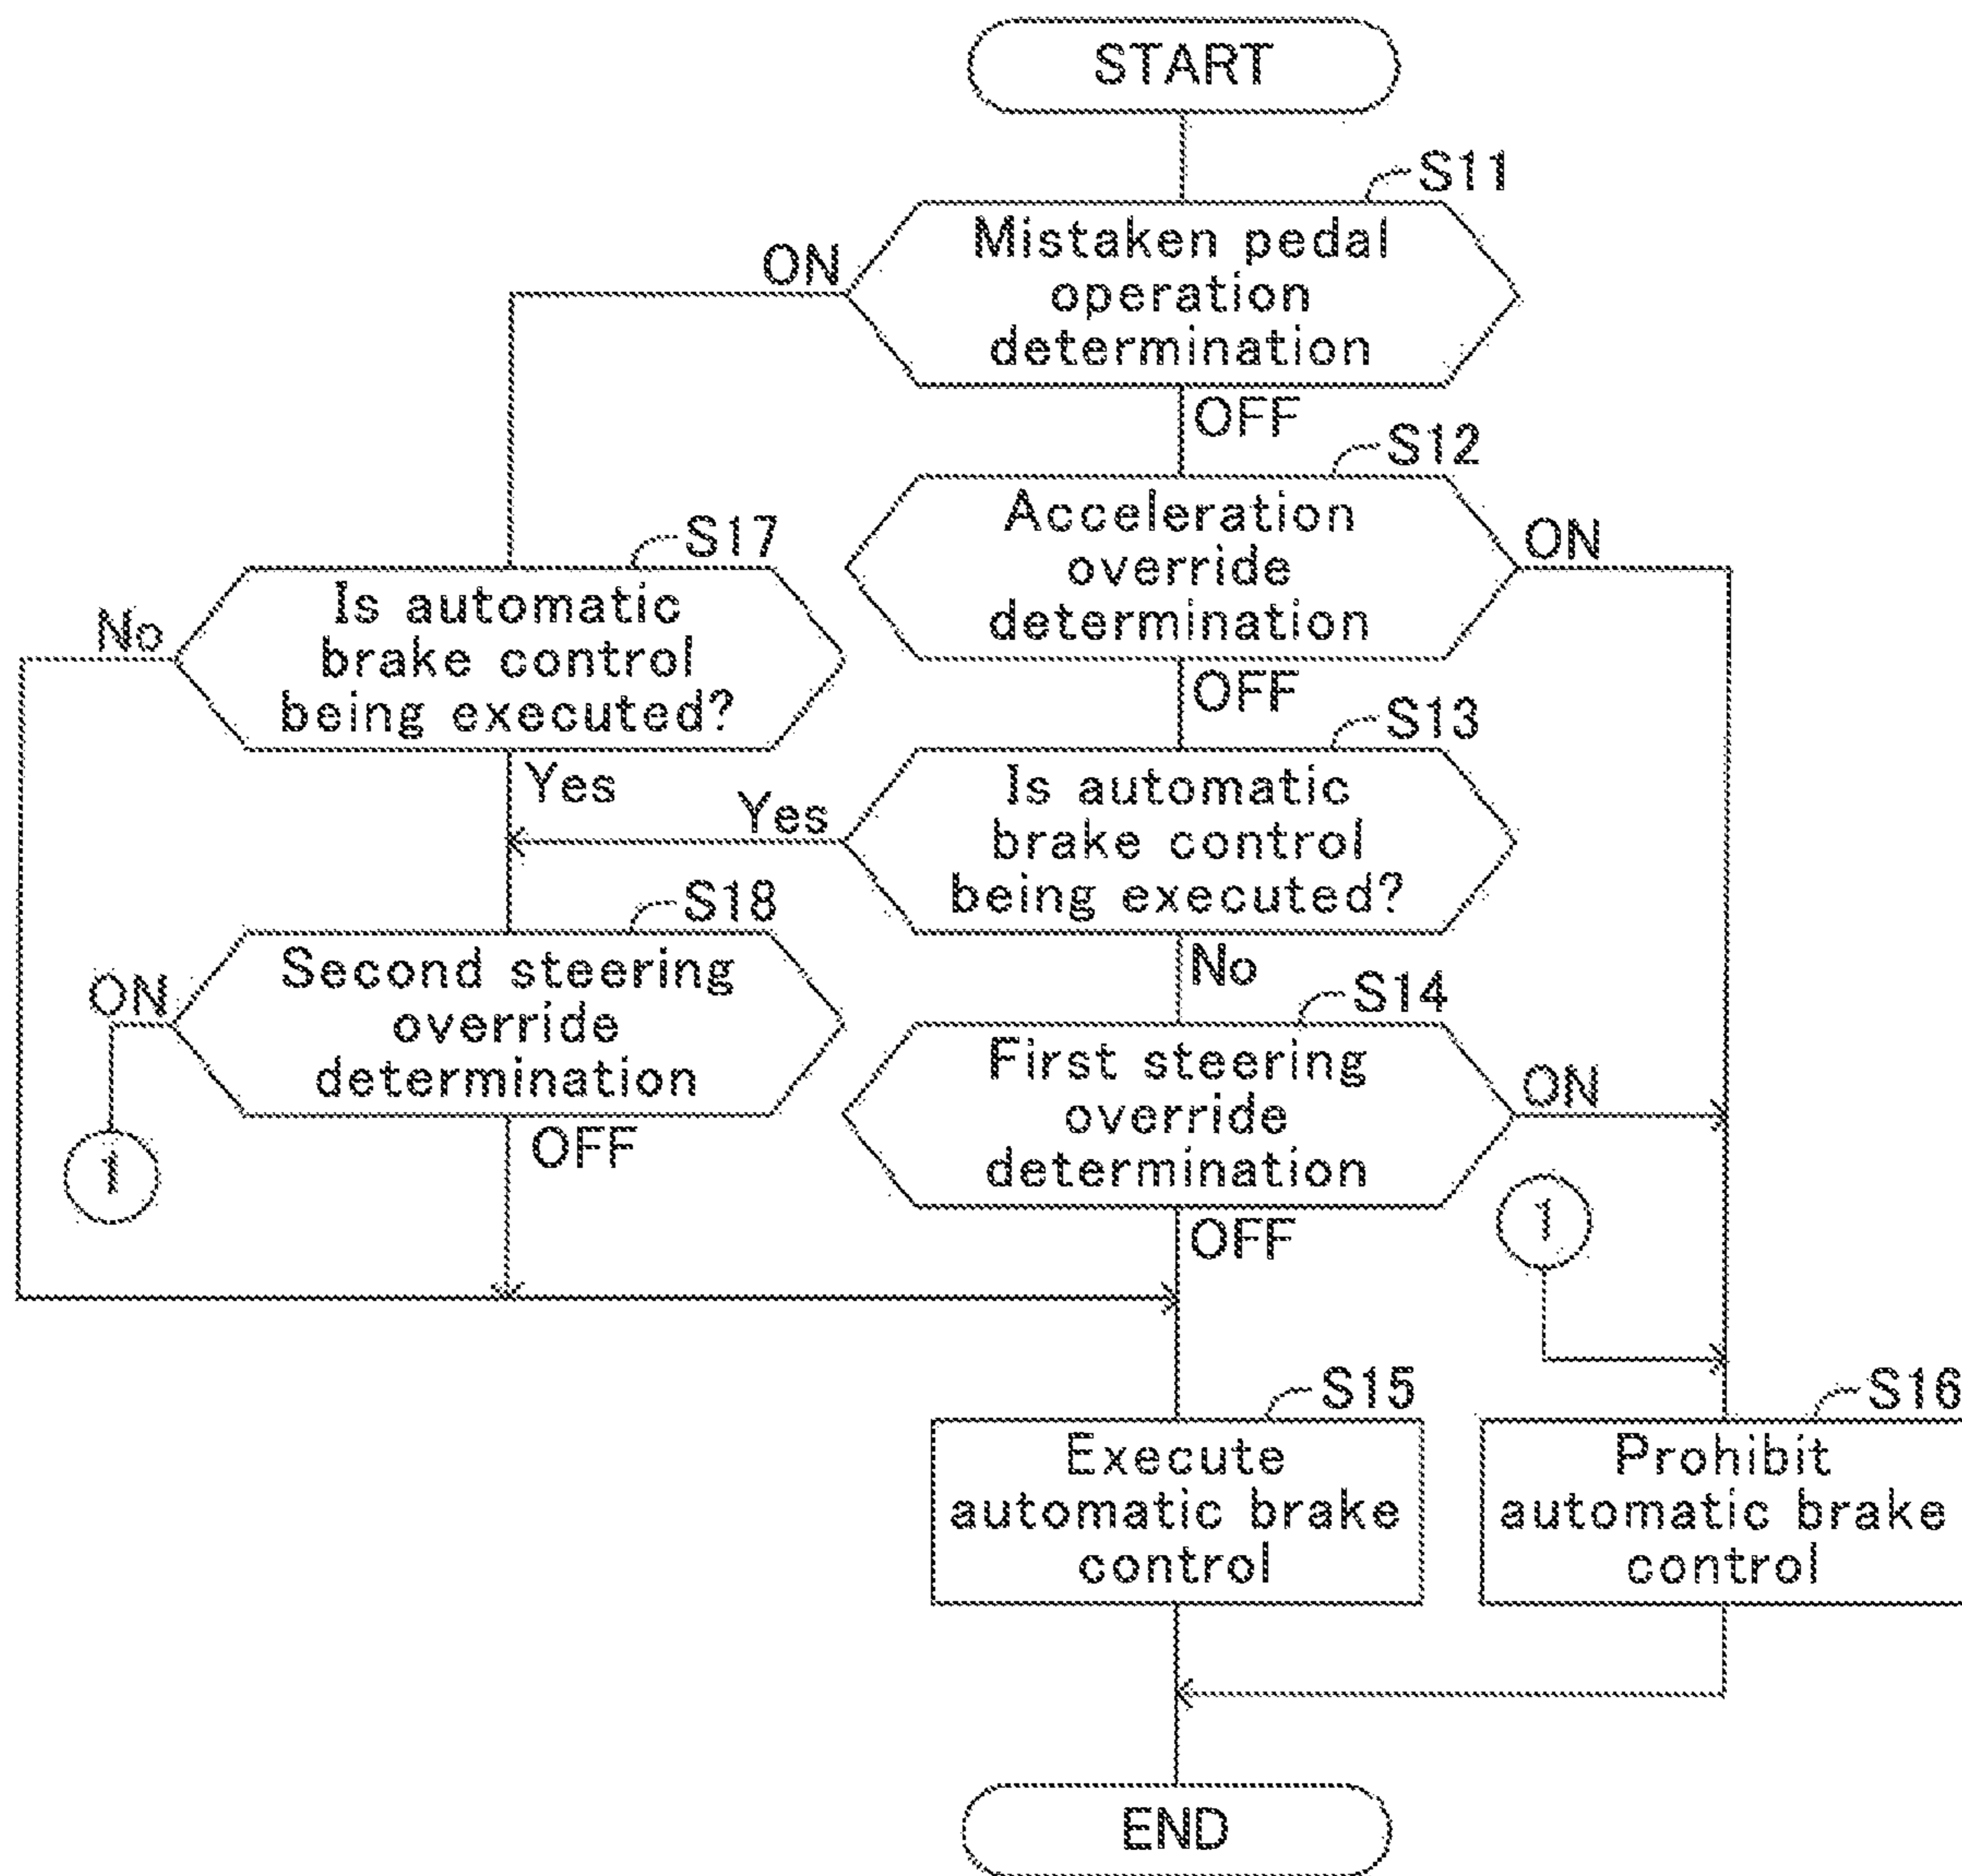 START
S11
Mistaken pedal
operation
determination
ON
OFF
S12
Acceleration
override
determination
ON
OFF
S17
Is automatic
brake control
being executed?
No
Yes
S13
Is automatic
brake control
being executed?
Yes
No
S18
Second steering
override
determination
ON
OFF
1
S14
First steering
override
determination
ON
OFF
1
S15
Execute
automatic brake
control
S16
Prohibit
automatic brake
control
END